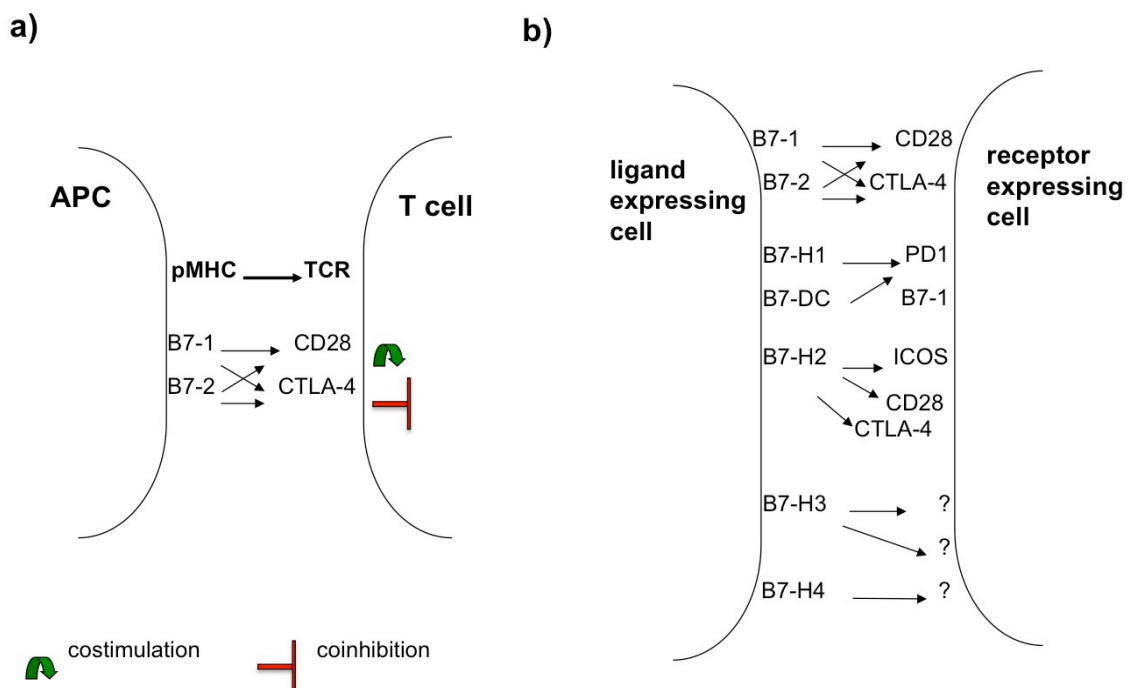 a)
APC
T cell
pMHC TCR
B7-1 CD28
B7-2 CTLA-4
costimulation
coinhibition
b)
ligand
expressing
cell
receptor
expressing
cell
B7-1 CD28
B7-2 CTLA-4
B7-H1 PD1
B7-DC B7-1
B7-H2 ICOS
CD28
CTLA-4
B7-H3 ?
?
B7-H4 ?